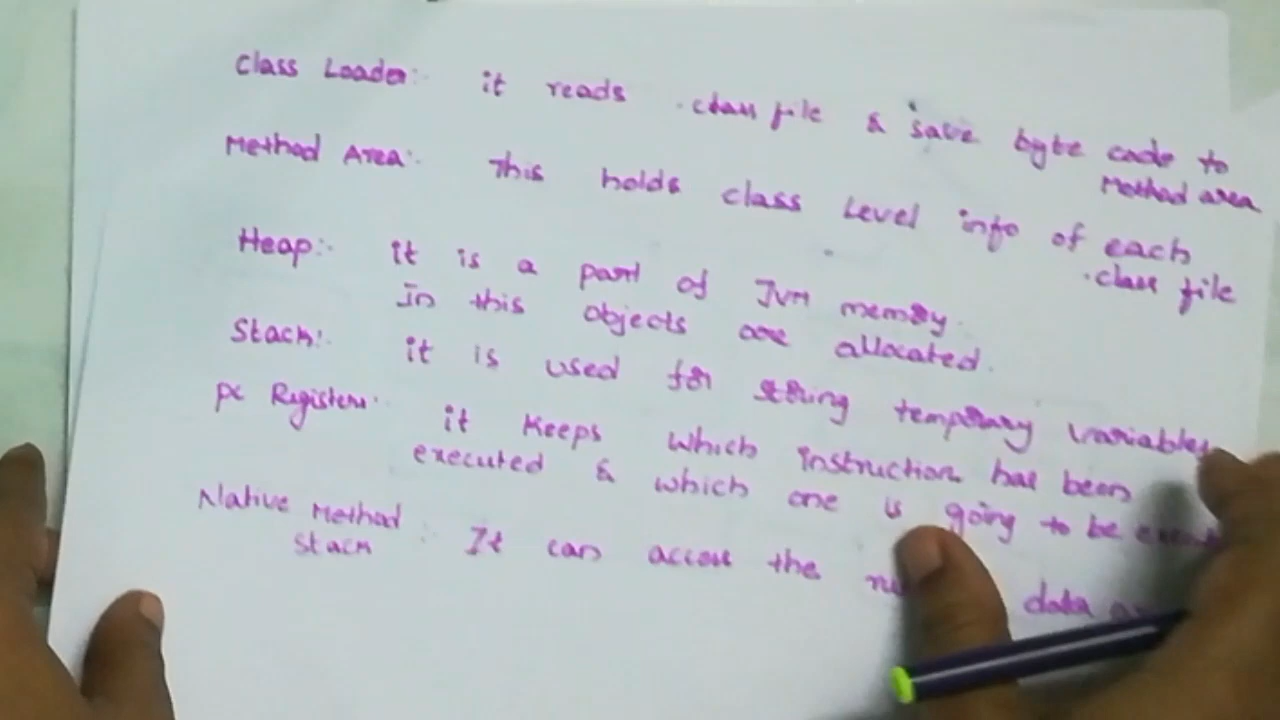 Class Loader:- it reads .class file & save byte code to
Method area
Method Area:- This holds class Level info of each
.class file
Heap:- it is a part of JVM memory.
In this objects are allocated.
Stack:- it is used for string temporary variables
PC Registers:- it keeps which instruction has been
executed & which one is going to be
Native Method : It can access the data
Stack